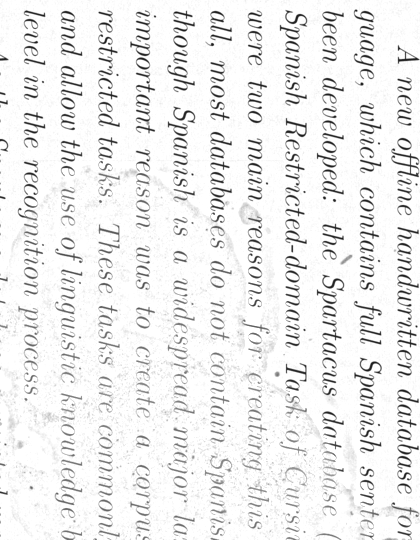 A new offline handwritten database for
guage, which contains full Spanish senten
been developed: the Spartacus database (
Spanish Restricted-domain Task of Cursiv
were two main reasons for creating this
all, most databases do not contain Spanis
though Spanish is a widespread major la
important reason was to create a corpus
restricted tasks. These tasks are commonl
and allow the use of linguistic knowledge b
level in the recognition process.